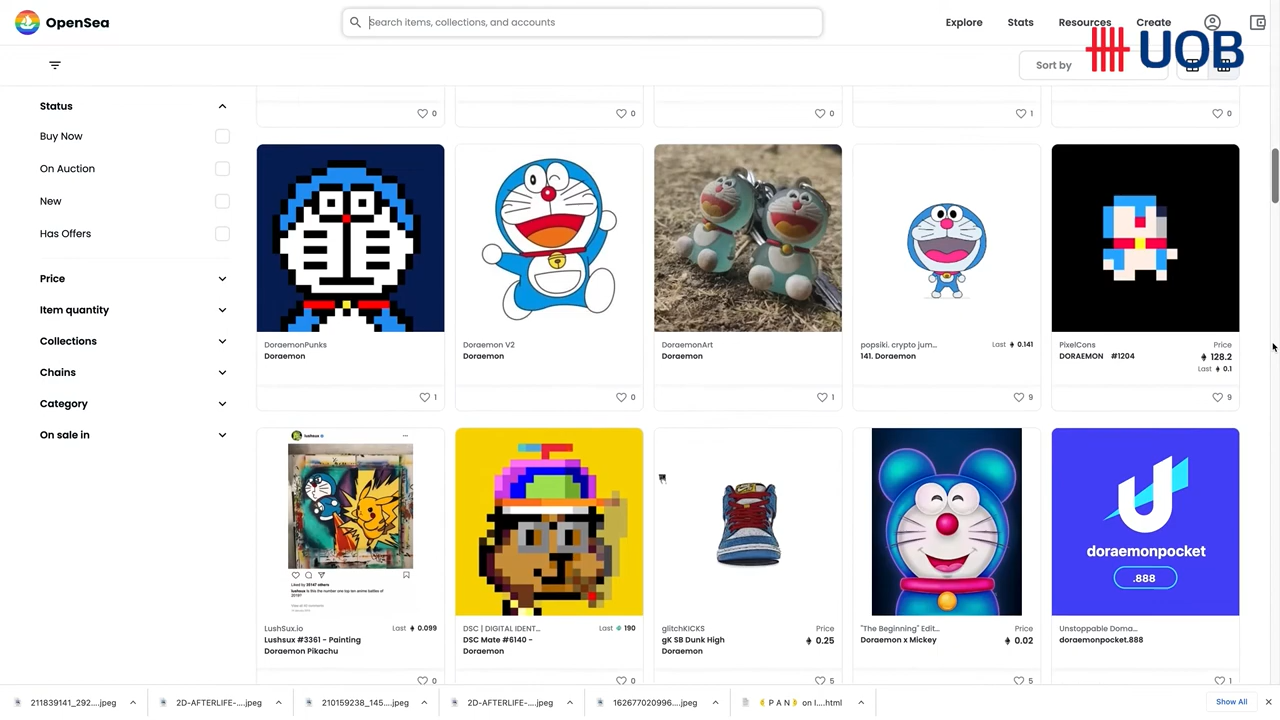 OpenSea
Search items, collections, and accounts
Explore
Stats
Resources
Create
UOB
Sort by
Status
Buy Now
On Auction
New
Has Offers
Price
Item quantity
Collections
Chains
Category
On sale in
0
0
0
1
0
DoraemonPunks
Doraemon
1
Doraemon V2
Doraemon
0
DoraemonArt
Doraemon
1
popsiki. crypto jum...
Last 0.141
141. Doraemon
9
PixelCons
Price
DORAEMON #1204
128.2
Last 0.1
9
lushsux
Liked by 35147 others
LushSux.io
Last 0.099
Lushsux #3361 - Painting
Doraemon Pikachu
0
DSC | DIGITAL IDENT...
Last 190
DSC Mate #6140 -
Doraemon
0
glitchKICKS
Price
gK SB Dunk High
0.25
Doraemon
5
"The Beginning" Edit...
Price
Doraemon x Mickey
0.02
5
doraemonpocket
.888
Unstoppable Doma...
doraemonpocket.888
1
211839141_292....jpeg
2D-AFTERLIFE-....jpeg
210159238_145....jpeg
2D-AFTERLIFE-....jpeg
162677020996....jpeg
P A N on I....html
Show All